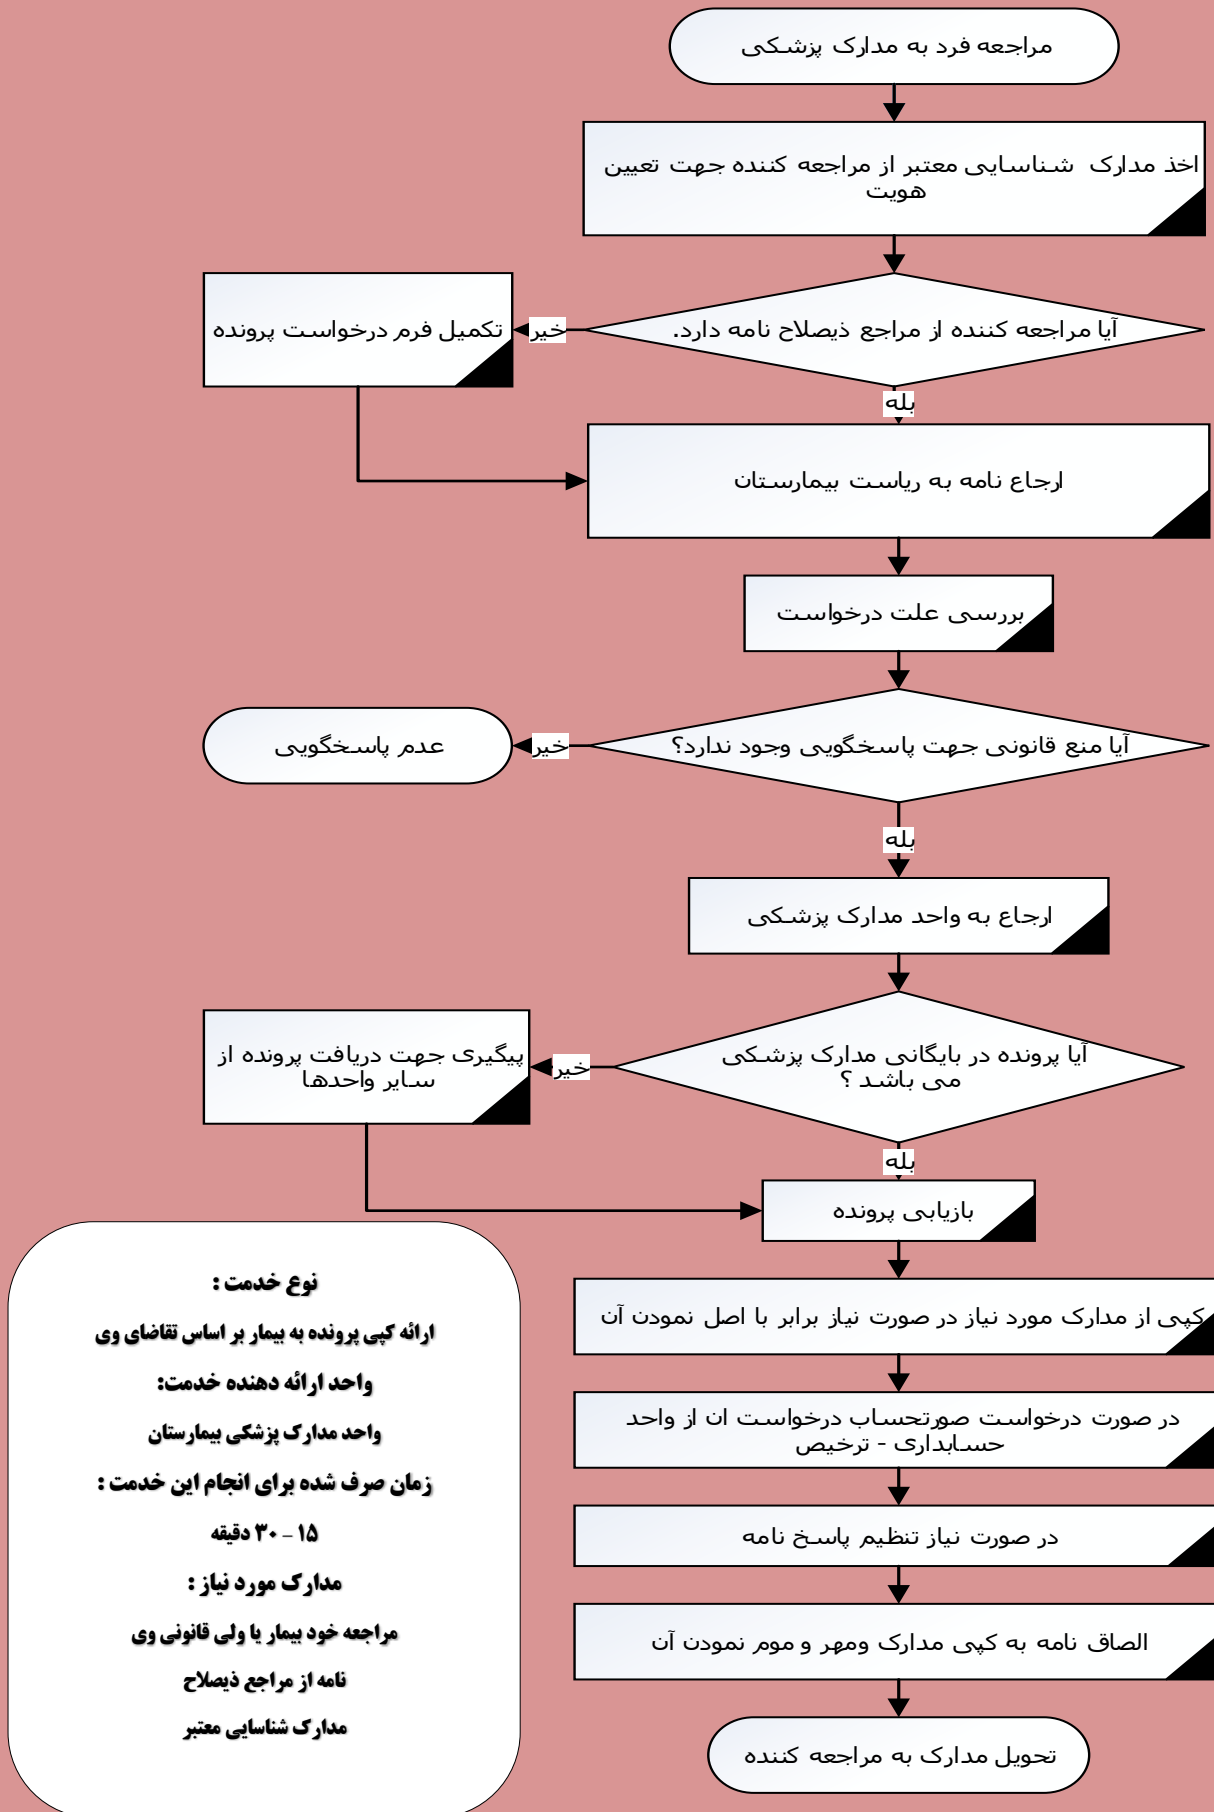 مراجعه فرد به مدارک پزشکی
اخذ مدارک شناسایی معتبر از مراجعه کننده جهت تعیین
هویت
آیا مراجعه کننده از مراجع ذیصلاح نامه دارد.
خیر
تکمیل فرم درخواست پرونده
بله
ارجاع نامه به ریاست بیمارستان
بررسی علت درخواست
آیا منع قانونی جهت پاسخگویی وجود ندارد؟
خیر
عدم پاسخگویی
بله
ارجاع به واحد مدارک پزشکی
آیا پرونده در بایگانی مدارک پزشکی
می باشد ؟
خیر
پیگیری جهت دریافت پرونده از
سایر واحدها
بله
بازیابی پرونده
کپی از مدارک مورد نیاز در صورت نیاز برابر با اصل نمودن آن
در صورت درخواست صورتحساب درخواست ان از واحد
حسابداری - ترخیص
در صورت نیاز تنظیم پاسخ نامه
الصاق نامه به کپی مدارک ومهر و موم نمودن آن
تحویل مدارک به مراجعه کننده
نوع خدمت :
ارائه کپی پرونده به بیمار بر اساس تقاضای وی
واحد ارائه دهنده خدمت:
واحد مدارک پزشکی بیمارستان
زمان صرف شده برای انجام این خدمت :
۱۵ – ۳۰ دقیقه
مدارک مورد نیاز :
مراجعه خود بیمار یا ولی قانونی وی
نامه از مراجع ذیصلاح
مدارک شناسایی معتبر